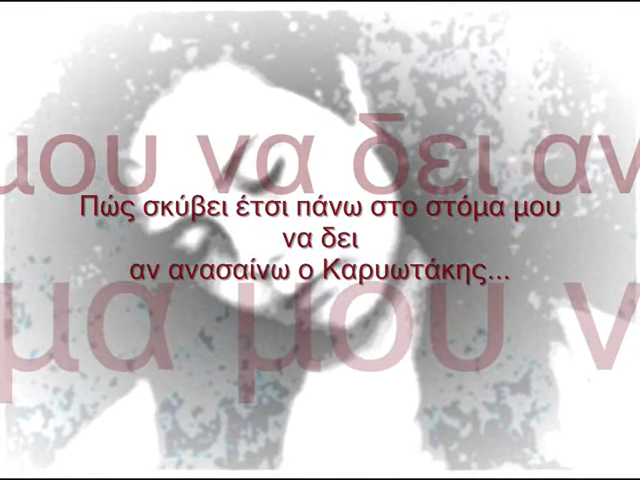 μου να δει αν
Πώς σκύβει έτσι πάνω στο στόμα μου
να δει
αν ανασαίνω ο Καρυωτάκης...
μα μου ν